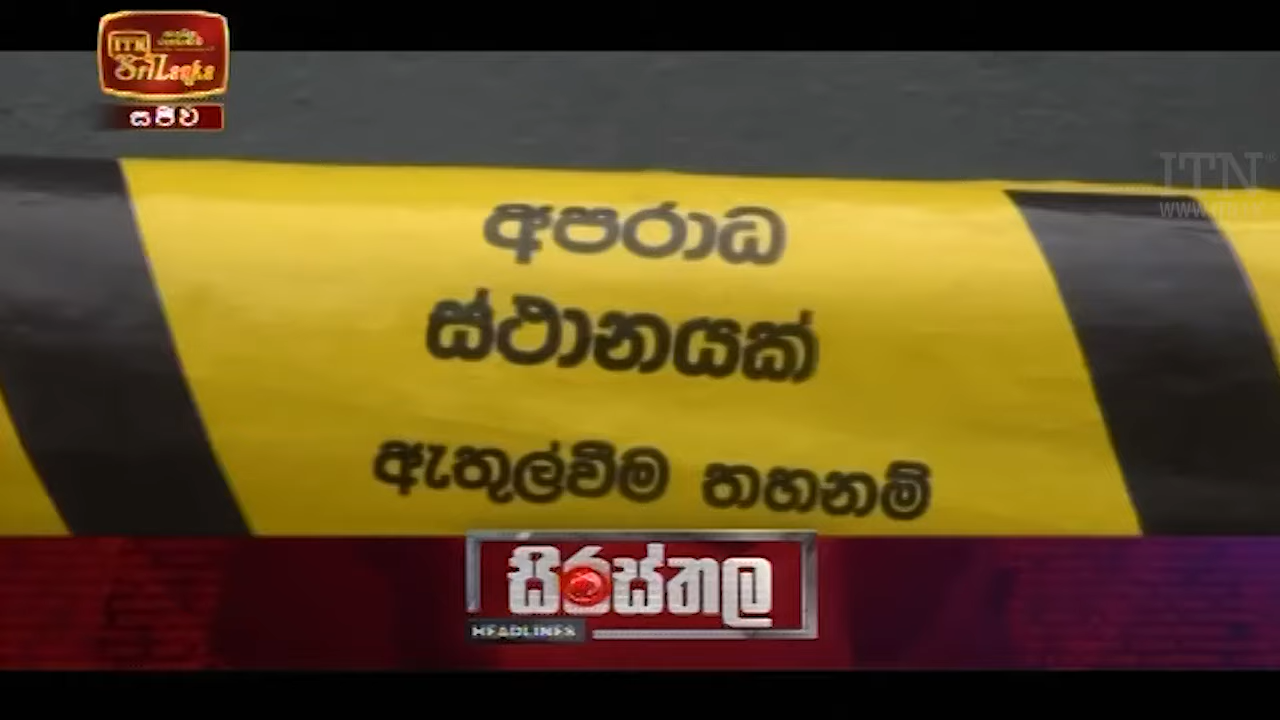 ITN
SriLanka
සජීවී
ITN
අපරාධ
ස්ථානයක්
ඇතුල්වීම තහනම්
සිරස්තල
HEADLINES